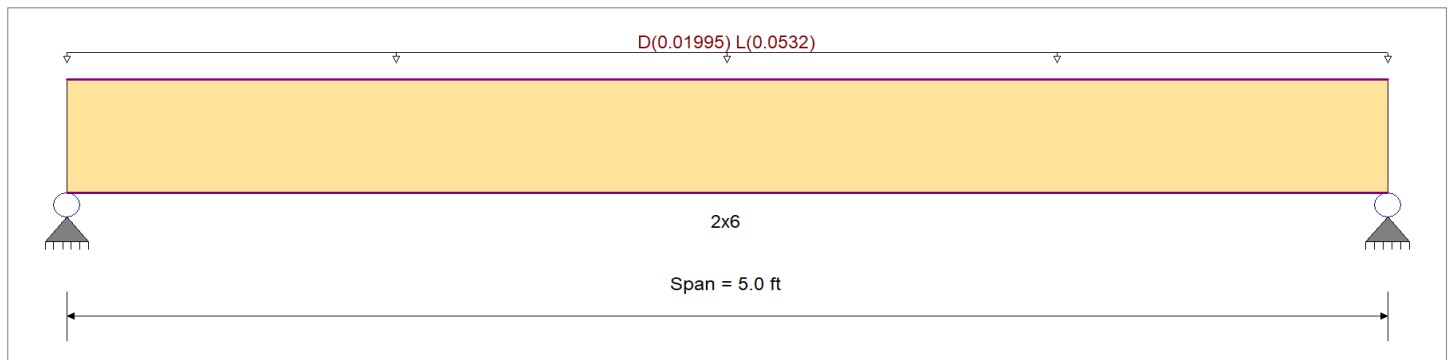 D(0.01995) L(0.0532)
2x6
Span = 5.0 ft